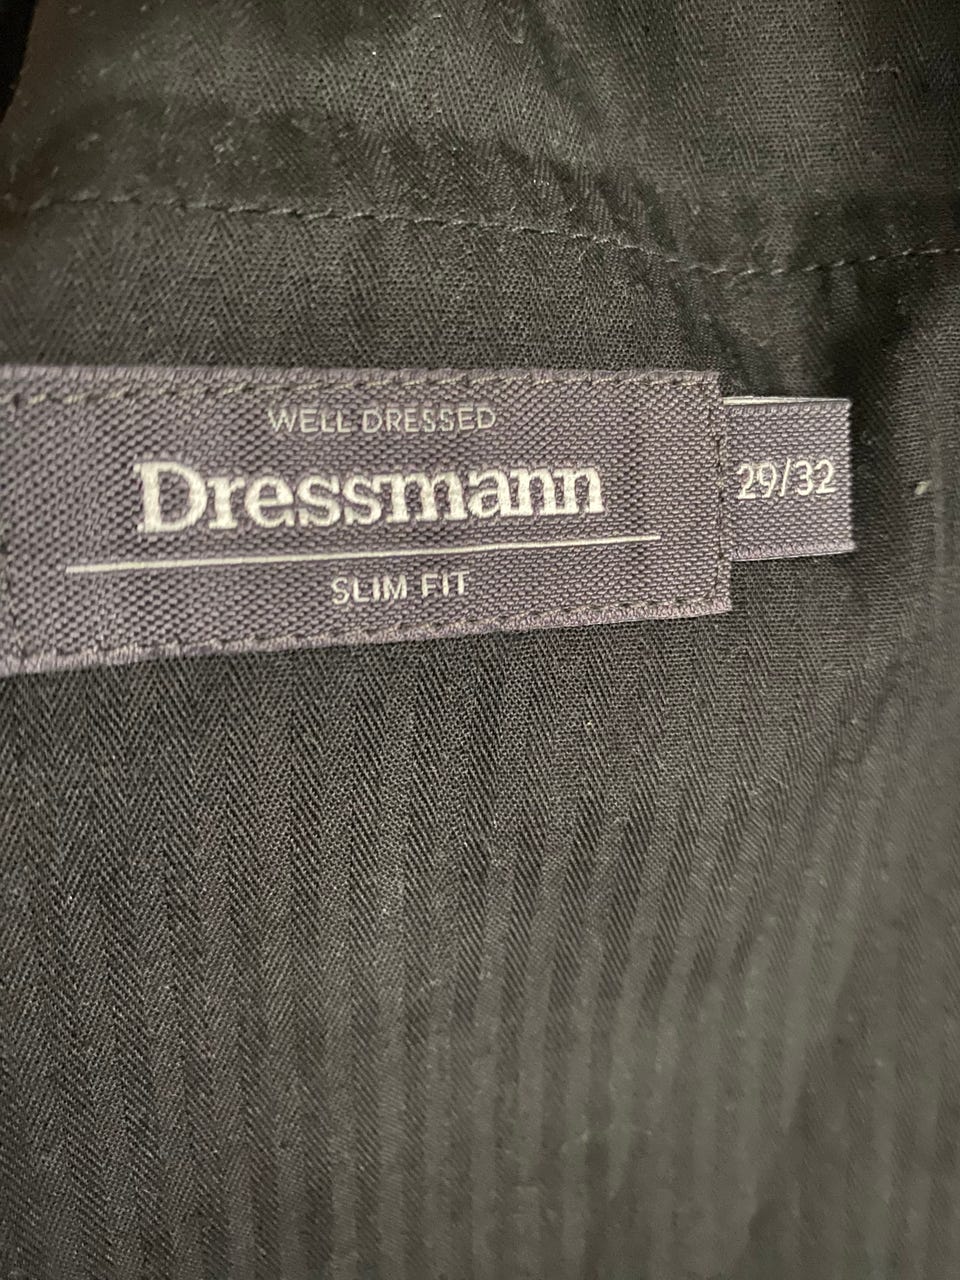 WELL DRESSED
Dressmann
SLIM FIT
29/32